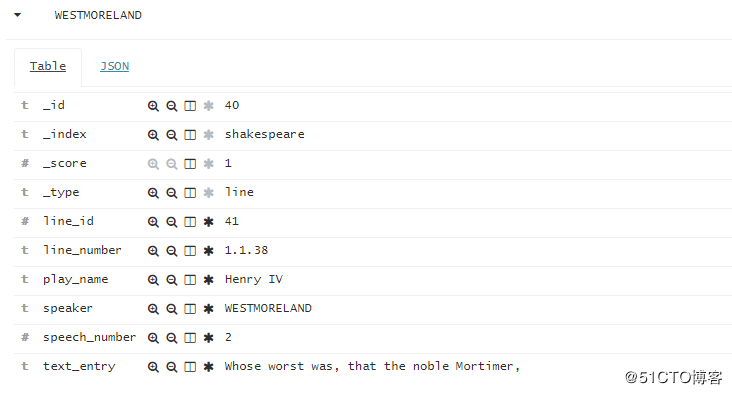 WESTMORELAND
Table JSON
t _id 40
t _index shakespeare
# _score 1
t _type line
# line_id 41
t line_number 1.1.38
t play_name Henry IV
t speaker WESTMORELAND
# speech_number 2
t text_entry Whose worst was, that the noble Mortimer,
@51CTO博客